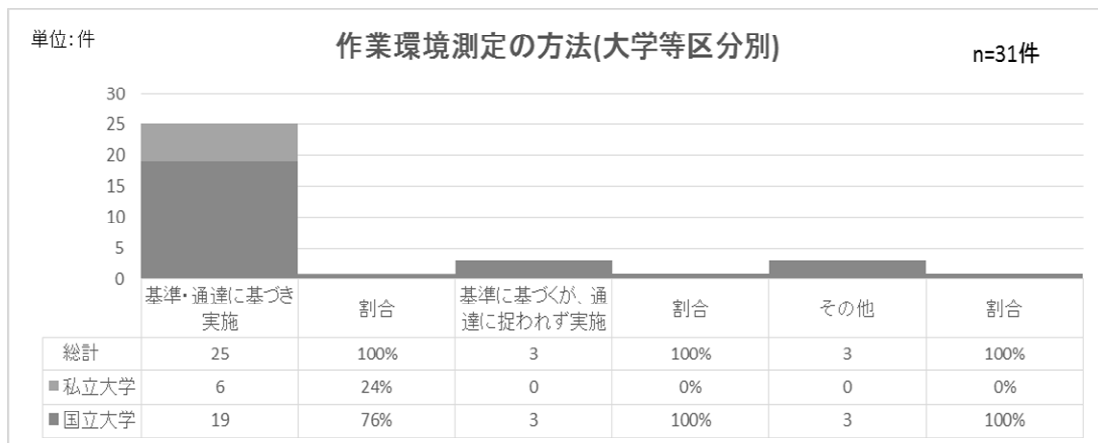 単位:件
作業環境測定の方法(大学等区分別)
n=31件
30
25
20
15
10
5
0
基準・通達に基づき
実施
割合
基準に基づくが、通
達に捉われず実施
割合
その他
割合
総計 25 100% 3 100% 3 100%
■私立大学 6 24% 0 0% 0 0%
■国立大学 19 76% 3 100% 3 100%